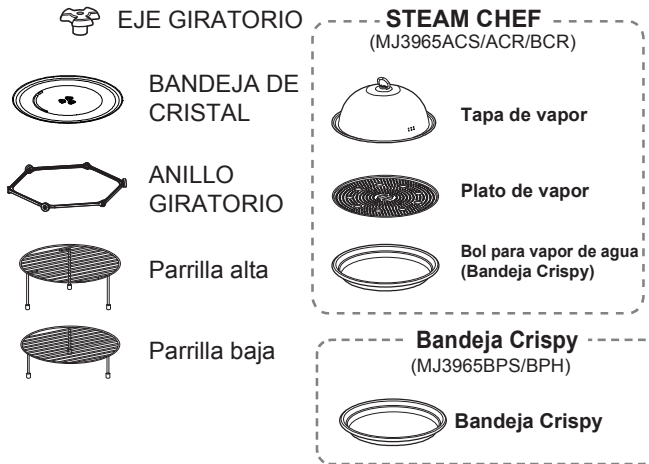 EJE GIRATORIO
BANDEJA DE
CRISTAL
ANILLO
GIRATORIO
Parrilla alta
Parrilla baja
STEAM CHEF
(MJ3965ACS/ACR/BCR)
Tapa de vapor
Plato de vapor
Bol para vapor de agua
(Bandeja Crispy)
Bandeja Crispy
(MJ3965BPS/BPH)
Bandeja Crispy